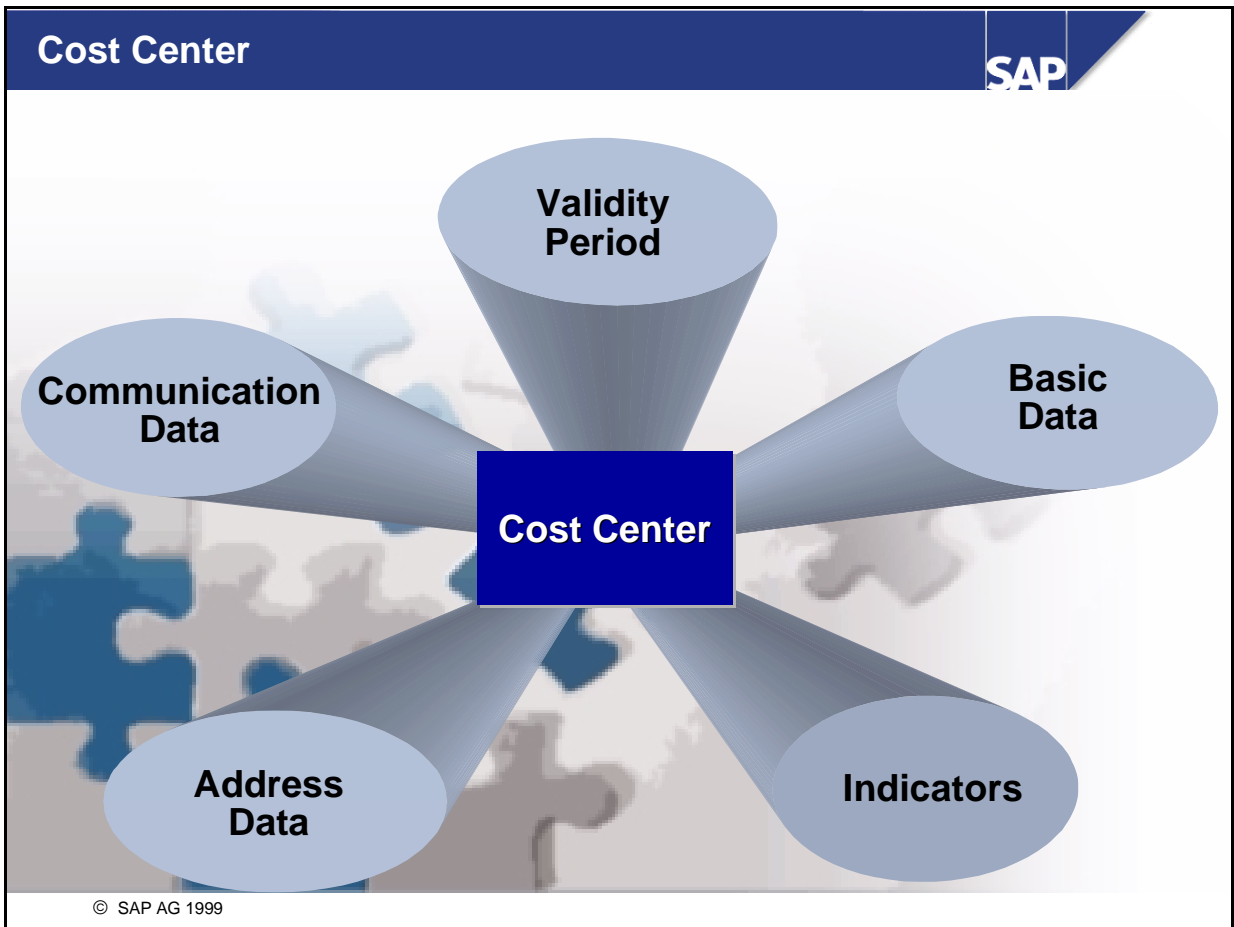 Cost Center
SAP
Validity
Period
Communication
Data
Basic
Data
Cost Center
Address
Data
Indicators
© SAP AG 1999